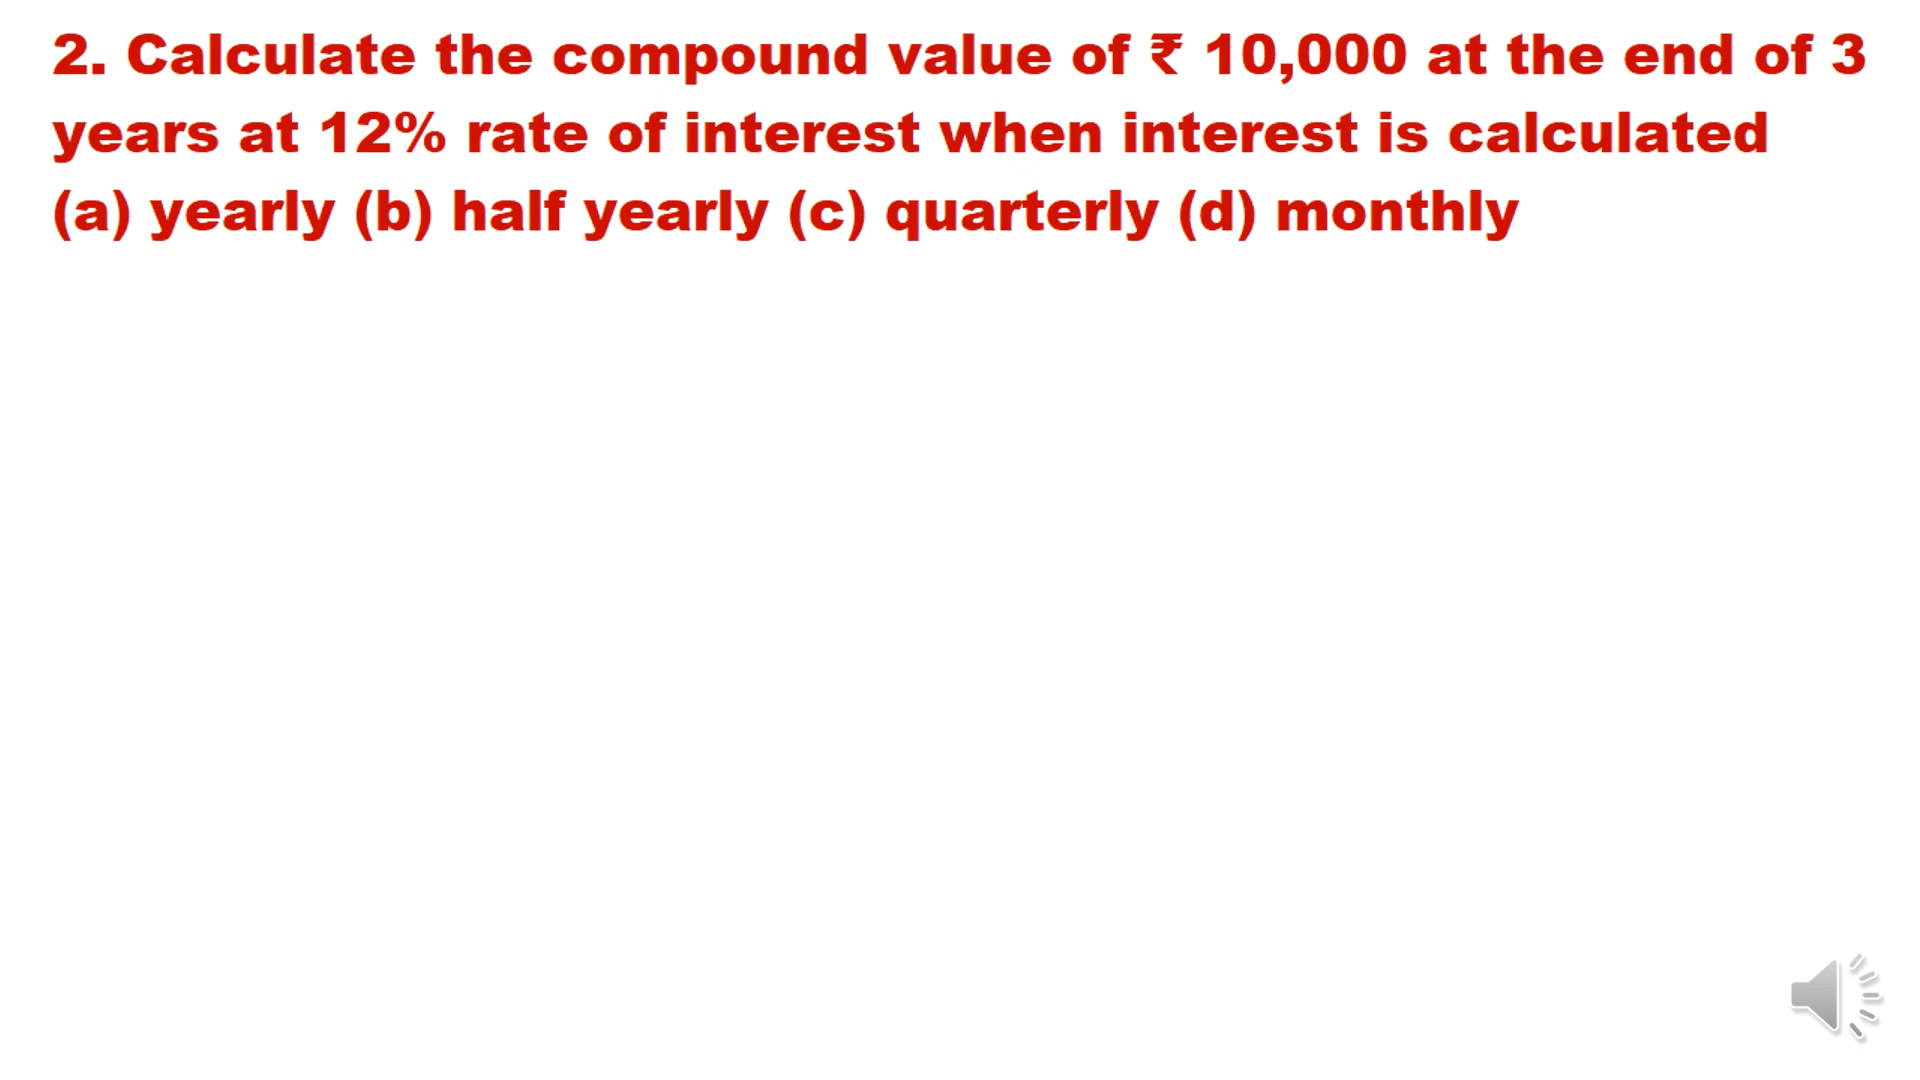 2. Calculate the compound value of ₹ 10,000 at the end of 3
years at 12% rate of interest when interest is calculated
(a) yearly (b) half yearly (c) quarterly (d) monthly